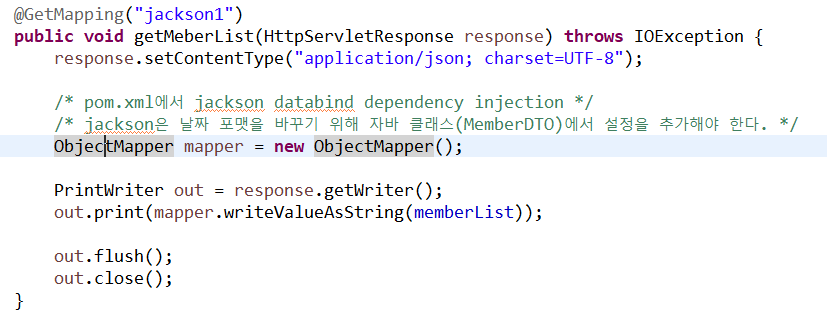 @GetMapping("jackson1")
public void getMeberList(HttpServletResponse response) throws IOException {
    response.setContentType("application/json; charset=UTF-8");
    /* pom.xml에서 jackson databind dependency injection */
    /* jackson은 날짜 포맷을 바꾸기 위해 자바 클래스(MemberDTO)에서 설정을 추가해야 한다. */
    ObjectMapper mapper = new ObjectMapper();
    PrintWriter out = response.getWriter();
    out.print(mapper.writeValueAsString(memberList));
    out.flush();
    out.close();
}